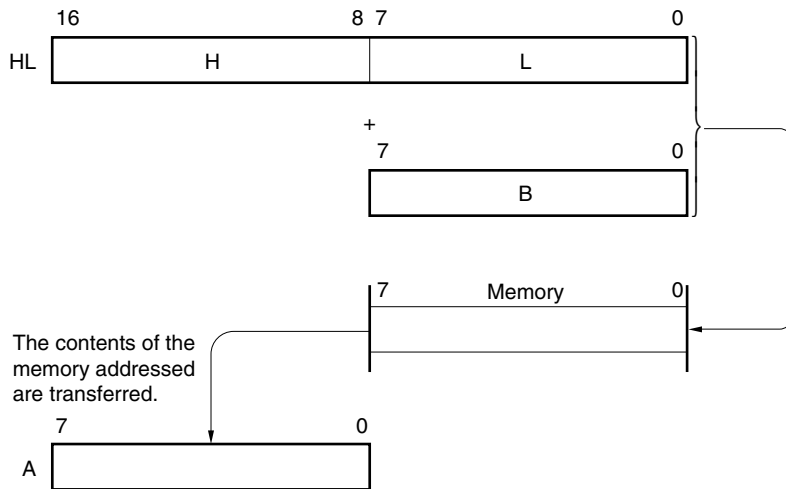 16 8 7 0
HL H L
+
7 0
B
7 Memory 0
The contents of the
memory addressed
are transferred.
7 0
A